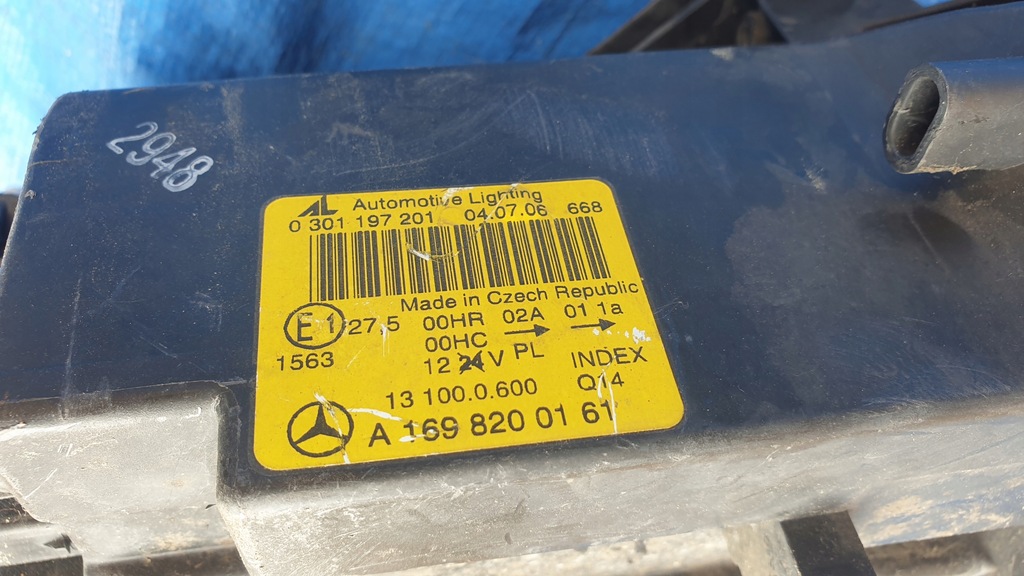 2948
AL Automotive Lighting
0 301 197 201 04.07.06 668
Made in Czech Republic
E1 27,5 00HR 02A 01 1a
1563 00HC → →
12 24 V PL INDEX
13 100.0.600 Q14
A 169 820 01 61